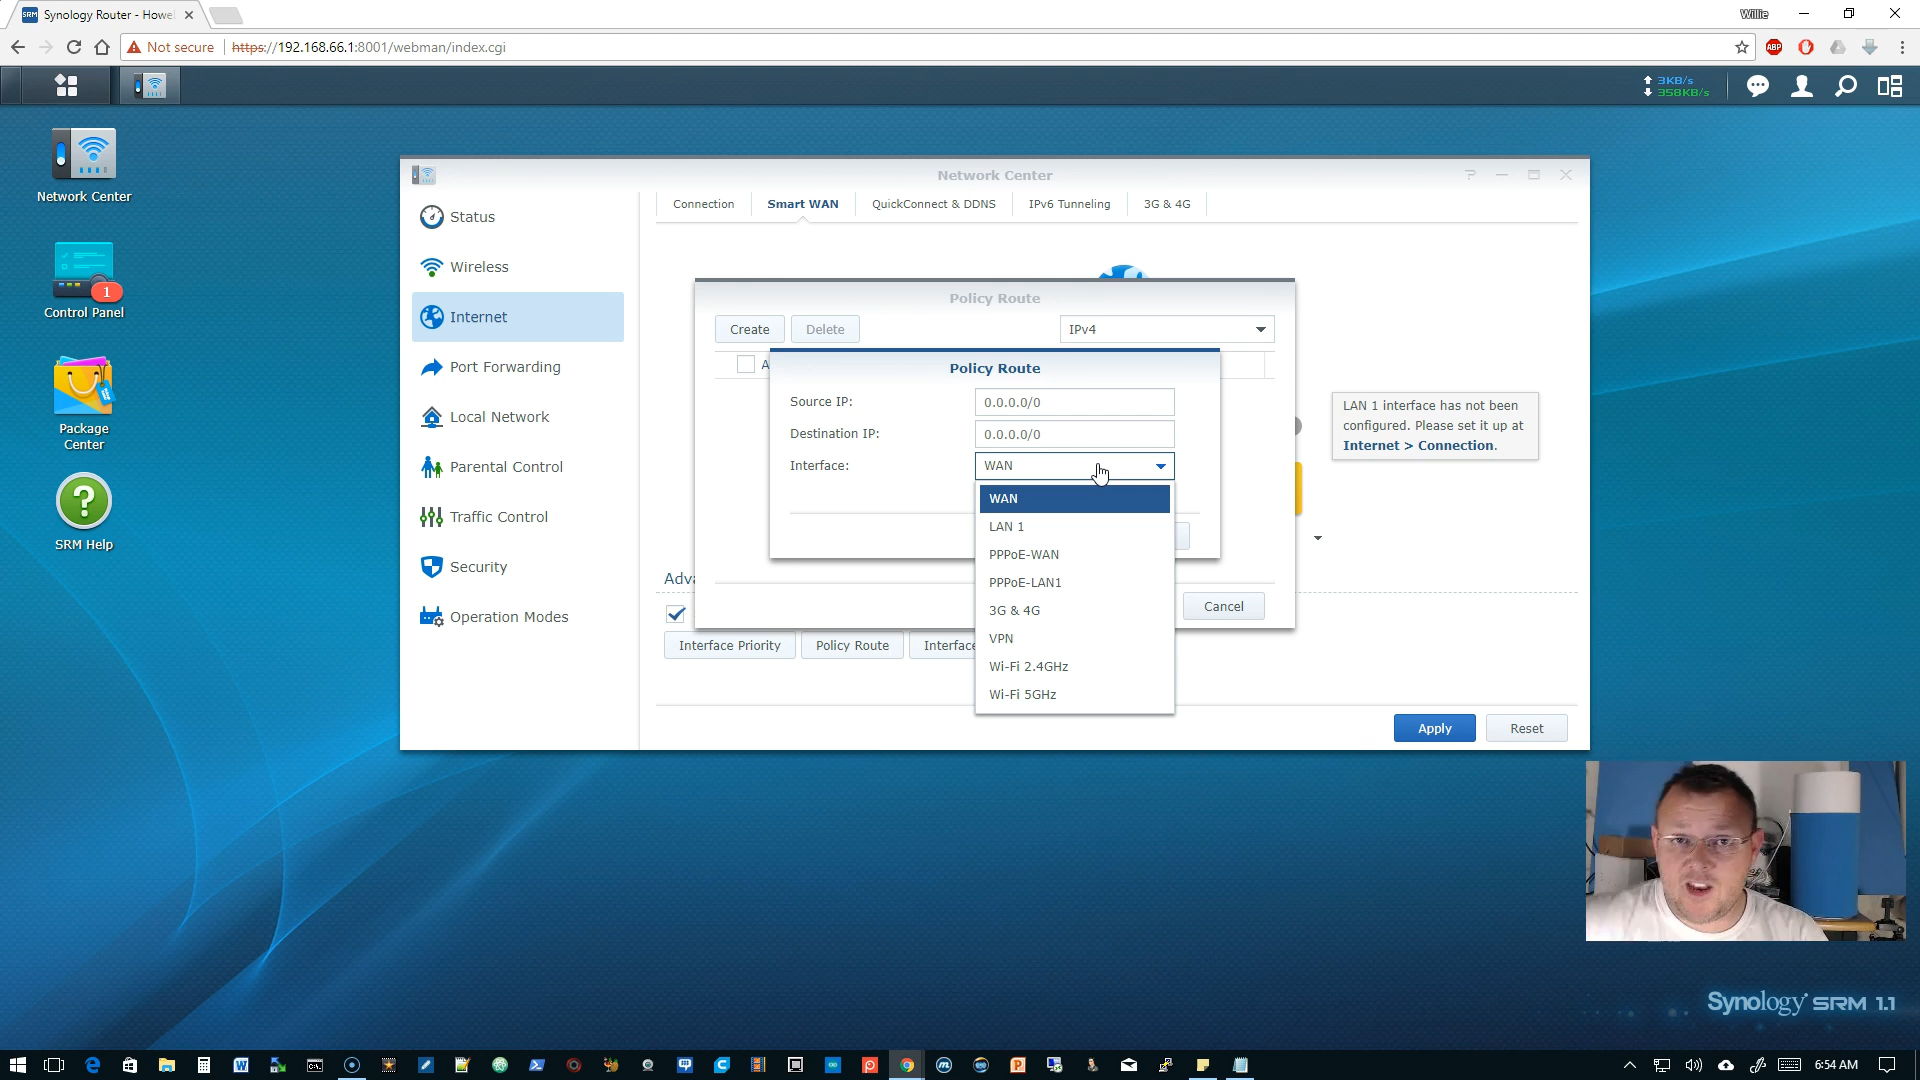 SRM Synology Router - Howe
Willie
Not secure https://192.168.66.1:8001/webman/index.cgi
ABP
3KB/s
358KB/s
Network Center
Control Panel
1
Package
Center
SRM Help
Network Center
Status
Wireless
Internet
Port Forwarding
Local Network
Parental Control
Traffic Control
Security
Operation Modes
Connection
Smart WAN
QuickConnect & DDNS
IPv6 Tunneling
3G & 4G
Policy Route
Create
Delete
IPv4
A
Policy Route
Source IP: 0.0.0.0/0
Destination IP: 0.0.0.0/0
Interface: WAN
WAN
LAN 1
PPPoE-WAN
PPPoE-LAN1
3G & 4G
VPN
Wi-Fi 2.4GHz
Wi-Fi 5GHz
Cancel
LAN 1 interface has not been
configured. Please set it up at
Internet > Connection.
Adva
Interface Priority
Policy Route
Interface
Apply
Reset
Synology SRM 1.1
6:54 AM